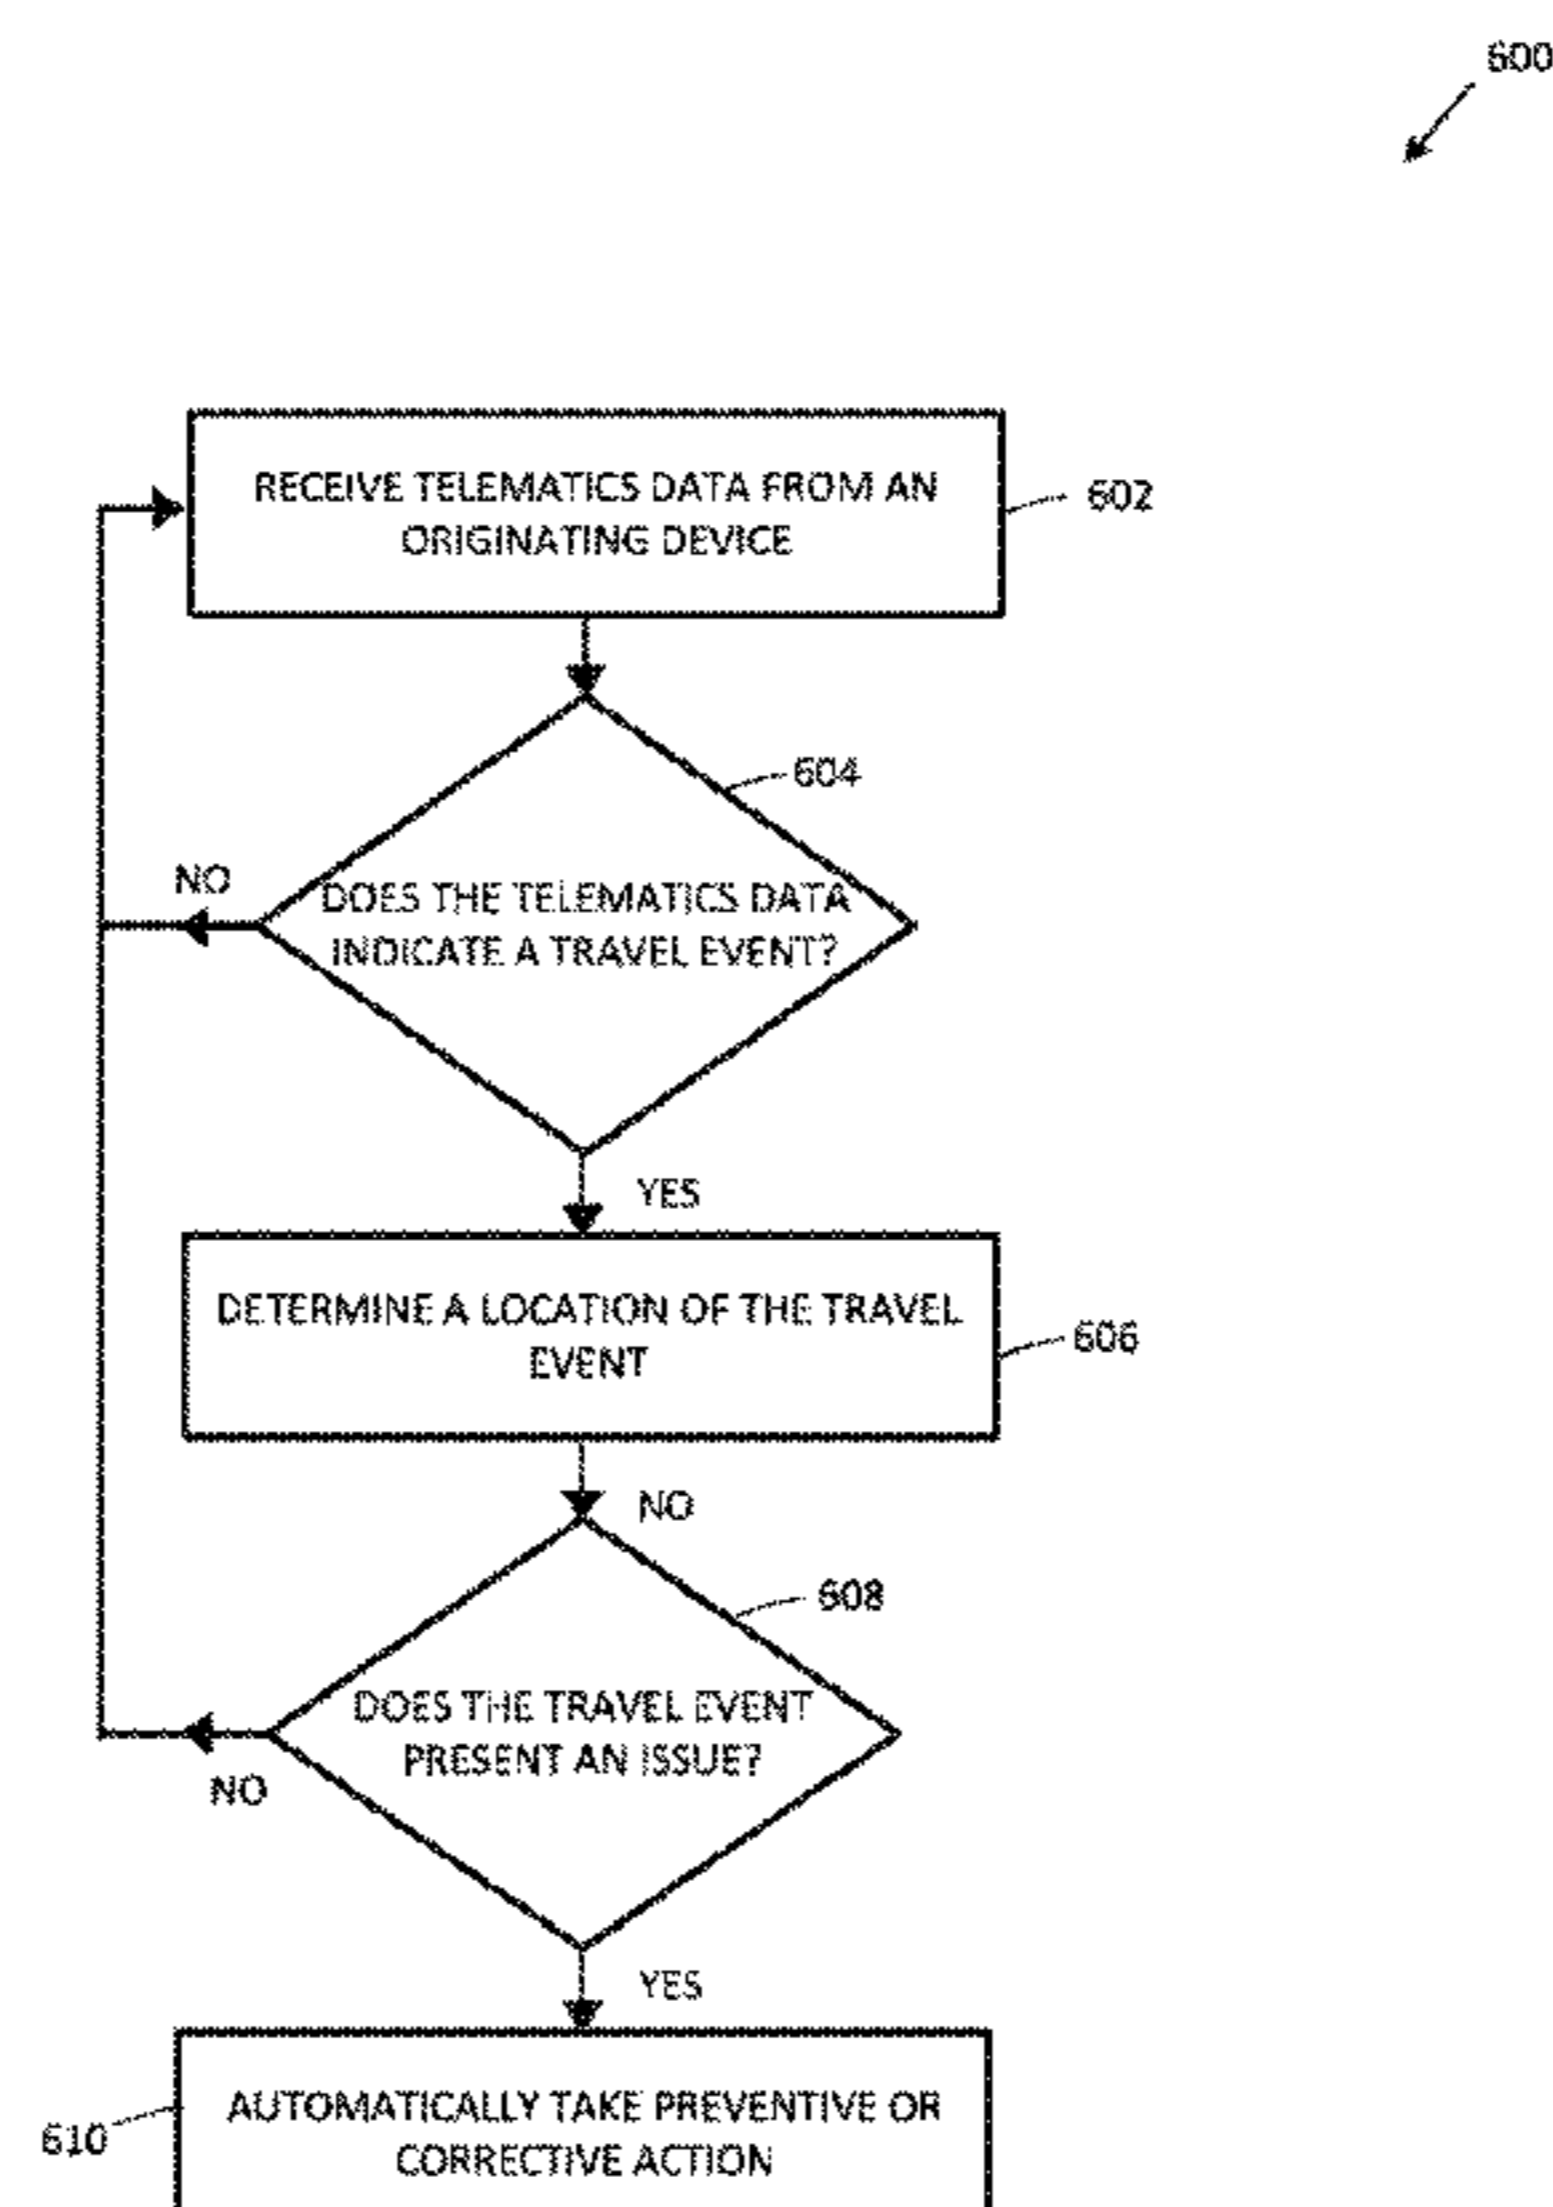 600
RECEIVE TELEMATICS DATA FROM AN
ORIGINATING DEVICE
602
604
NO
DOES THE TELEMATICS DATA
INDICATE A TRAVEL EVENT?
YES
DETERMINE A LOCATION OF THE TRAVEL
EVENT
606
NO
608
DOES THE TRAVEL EVENT
PRESENT AN ISSUE?
NO
YES
AUTOMATICALLY TAKE PREVENTIVE OR
CORRECTIVE ACTION
610